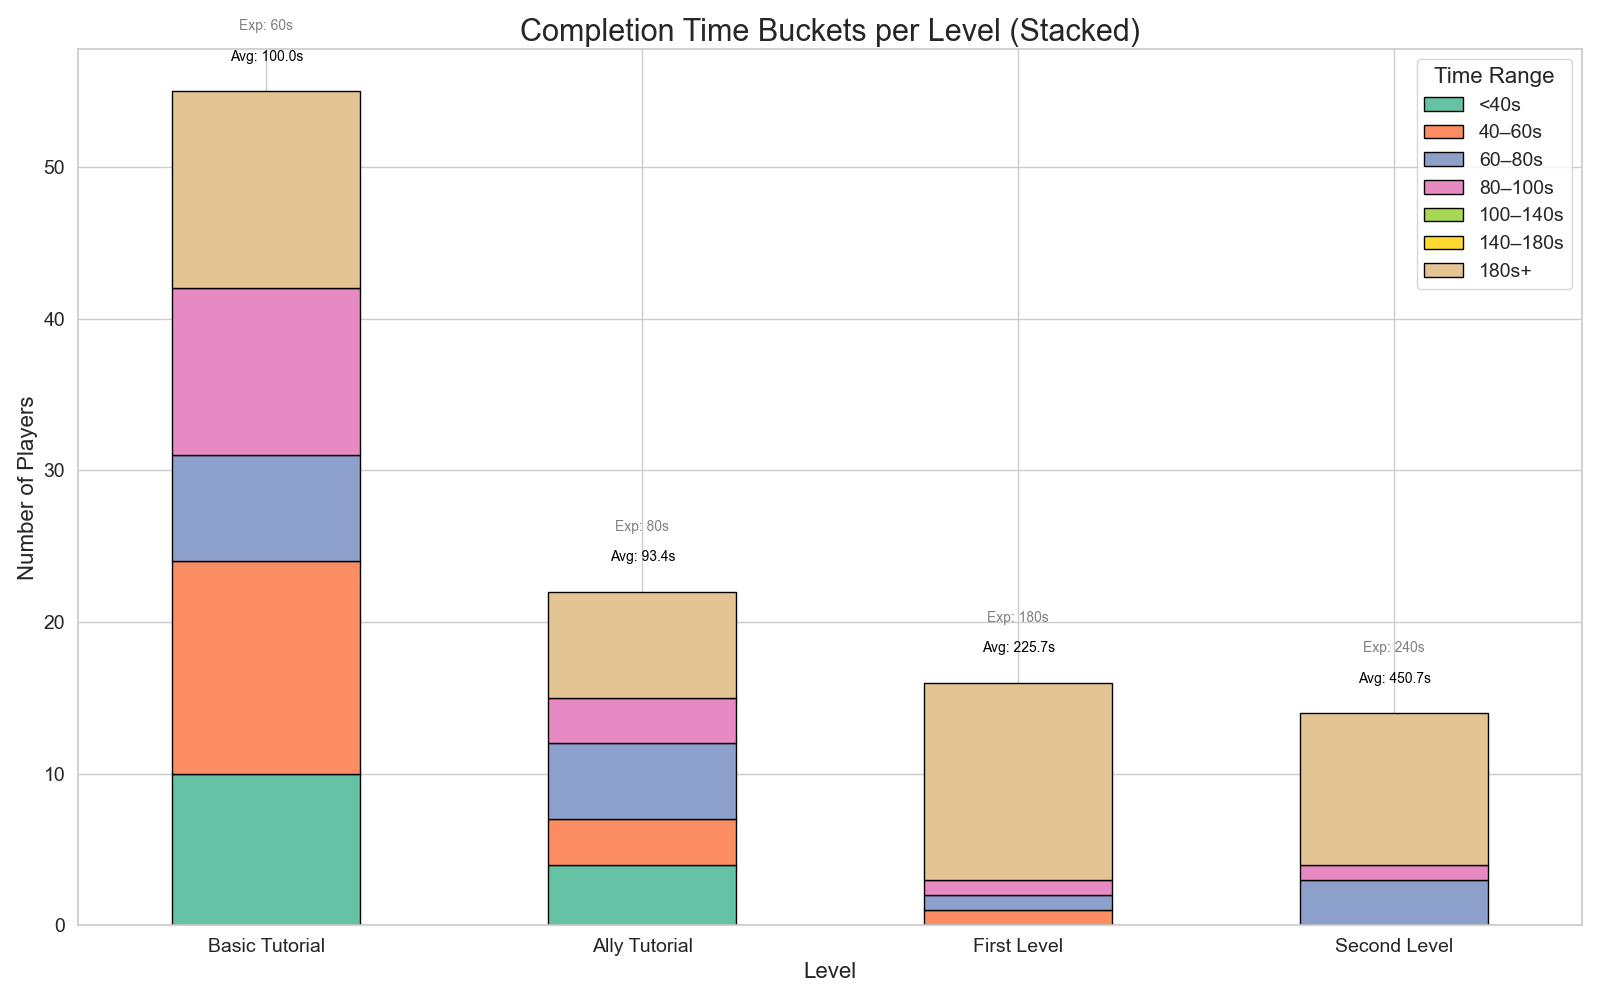 Completion Time Buckets per Level (Stacked)
Exp: 60s
Avg: 100.0s
Time Range
<40s
40–60s
60–80s
80–100s
100–140s
140–180s
180s+
Number of Players
50
40
30
20
10
0
Exp: 80s
Avg: 93.4s
Exp: 180s
Avg: 225.7s
Exp: 240s
Avg: 450.7s
Basic Tutorial
Ally Tutorial
First Level
Second Level
Level